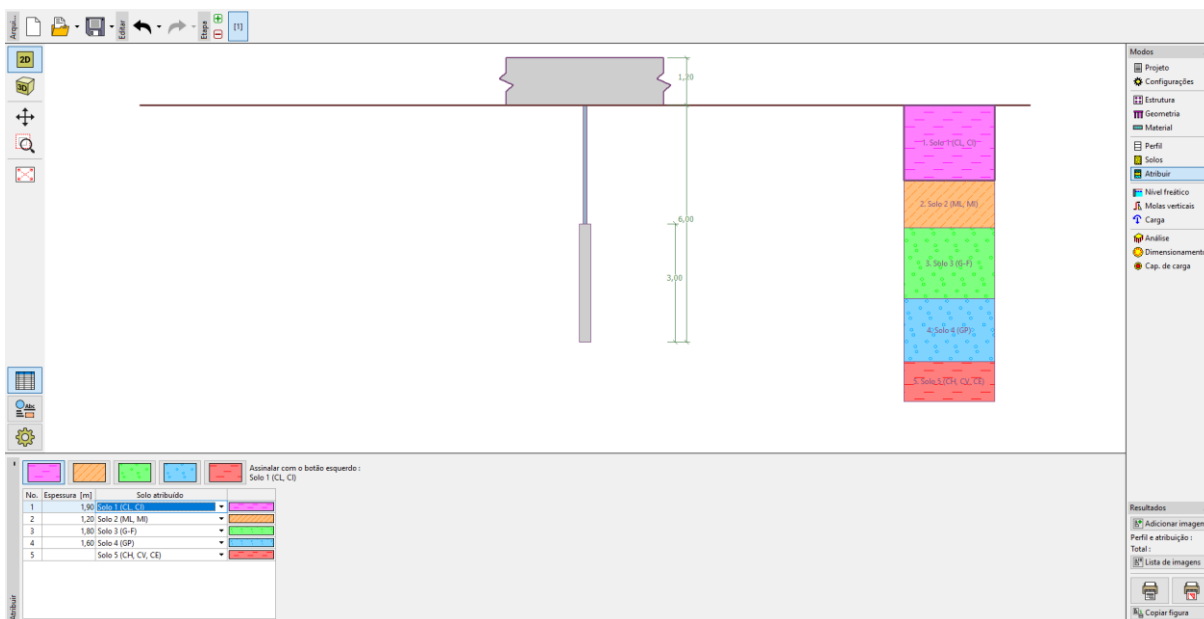 Arqui...
Editar
Etapa
[1]
2D
3D
1,20
6,00
3,00
1. Solo 1 (CL, CI)
2. Solo 2 (ML, MI)
3. Solo 3 (G-F)
4. Solo 4 (GP)
5. Solo 5 (CH, CV, CE)
Modos
Projeto
Configurações
Estrutura
Geometria
Material
Perfil
Solos
Atribuir
Nível freático
Molas verticais
Carga
Análise
Dimensionamento
Cap. de carga
Abc
Assinalar com o botão esquerdo :
Solo 1 (CL, CI)
No. Espessura [m] Solo atribuído
1 1,90 Solo 1 (CL, CI)
2 1,20 Solo 2 (ML, MI)
3 1,80 Solo 3 (G-F)
4 1,60 Solo 4 (GP)
5 Solo 5 (CH, CV, CE)
Atribuir
Resultados
Adicionar imagem
Perfil e atribuição :
Total :
Lista de imagens
Copiar figura